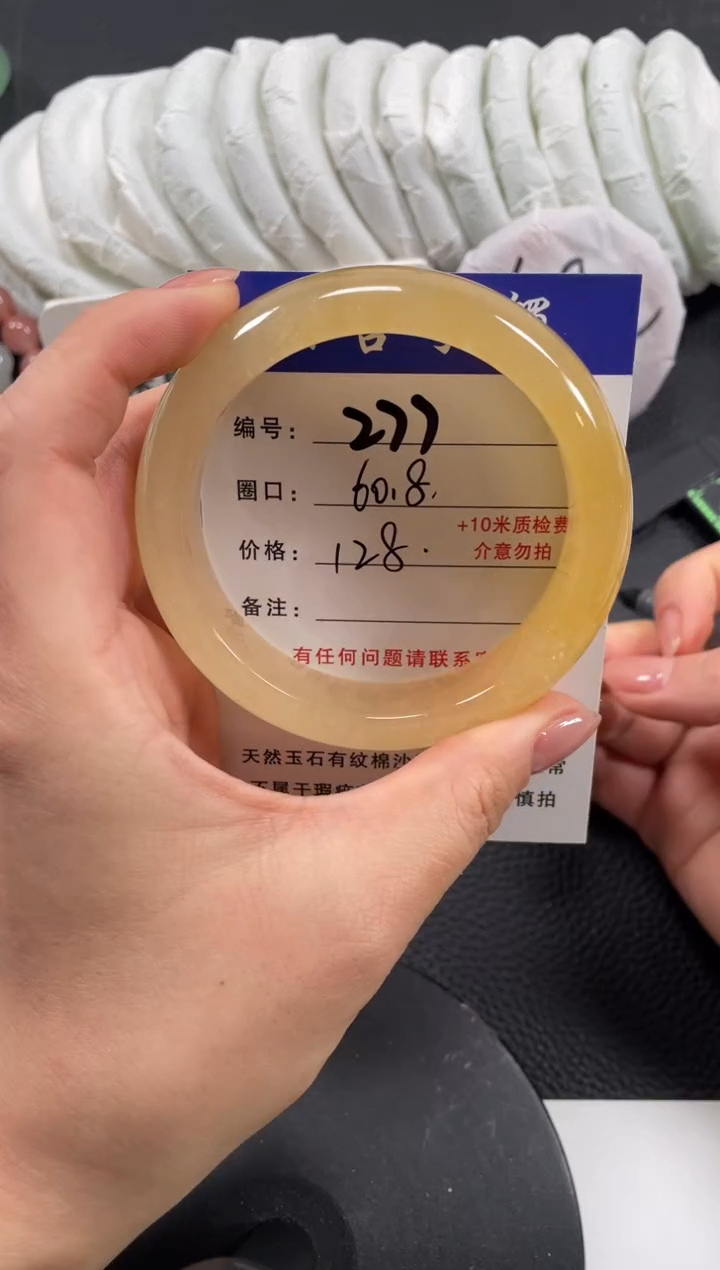 编号: 277
圈口: 60.8.
+10米质检费
价格: 128.
介意勿拍
备注:
有任何问题请联系
天然玉石有纹棉沙
常
慎拍